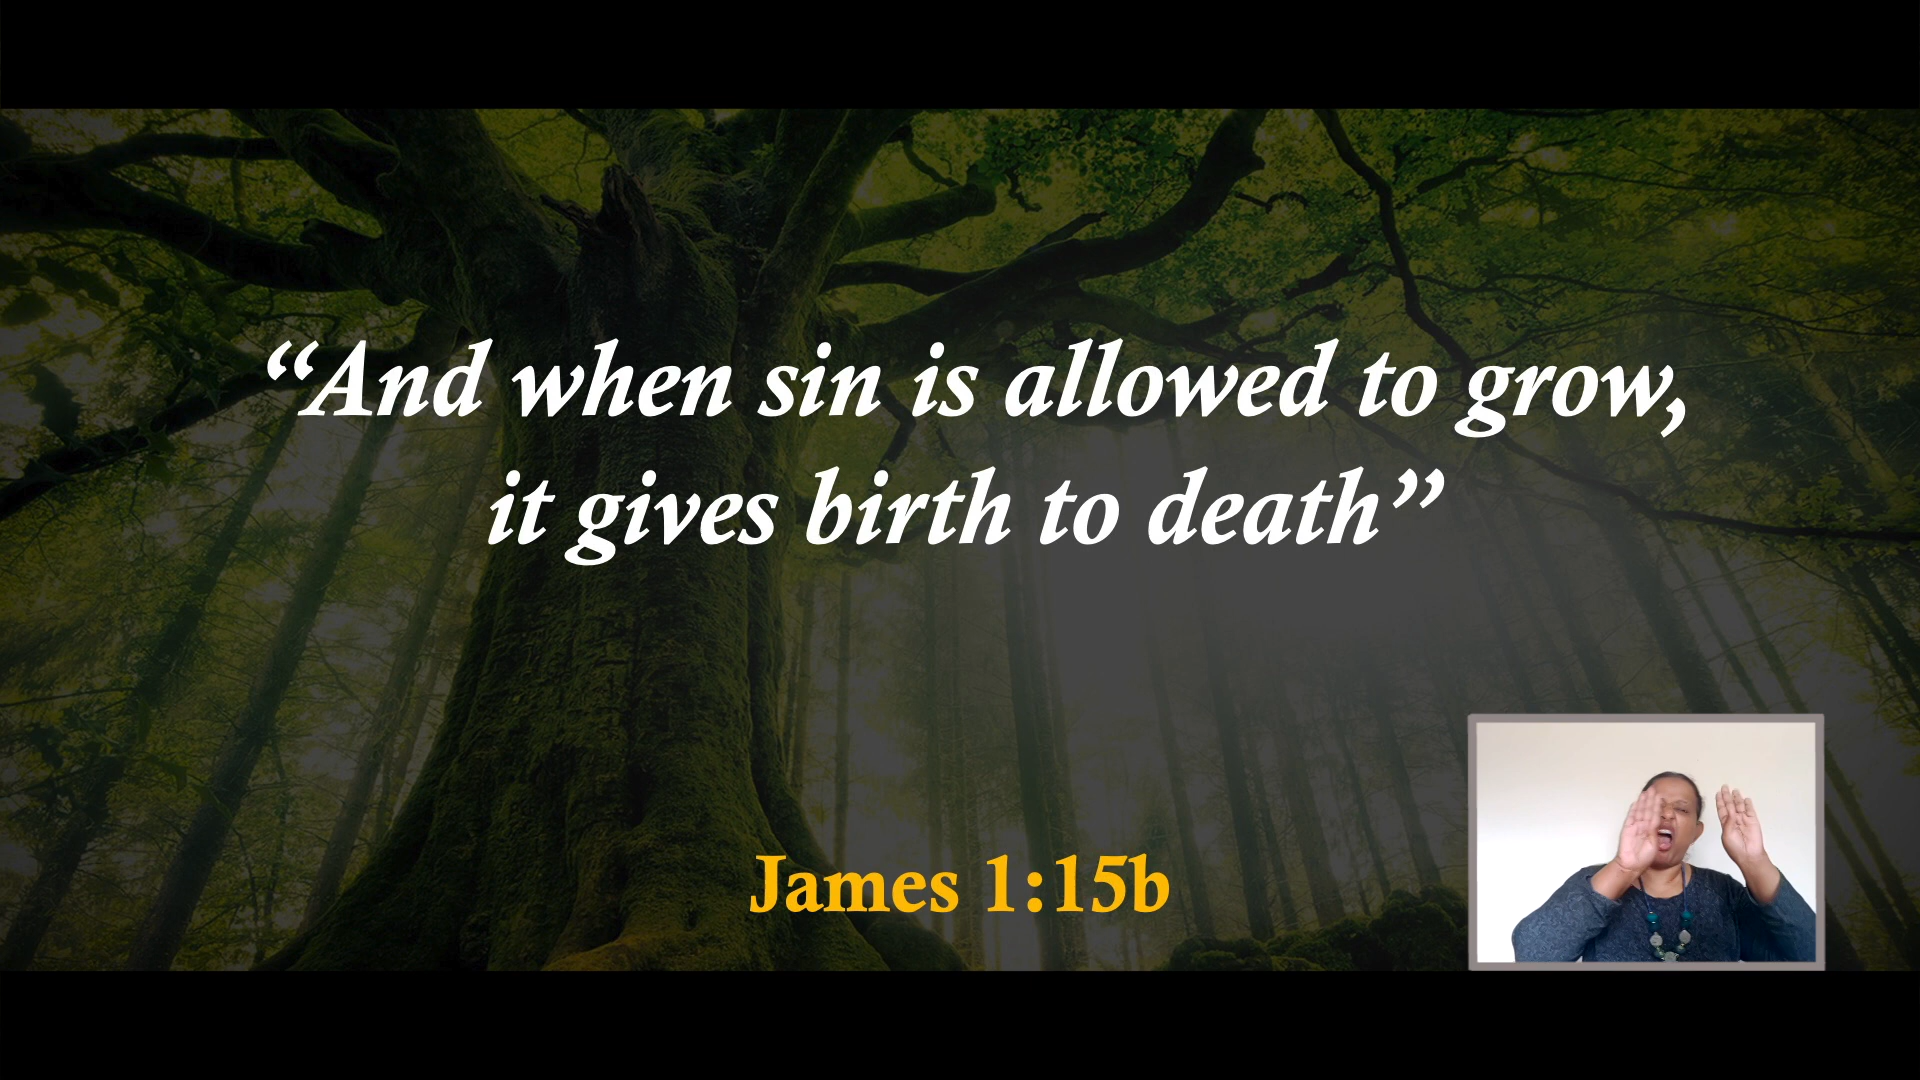 “And when sin is allowed to grow,
it gives birth to death”
James 1:15b